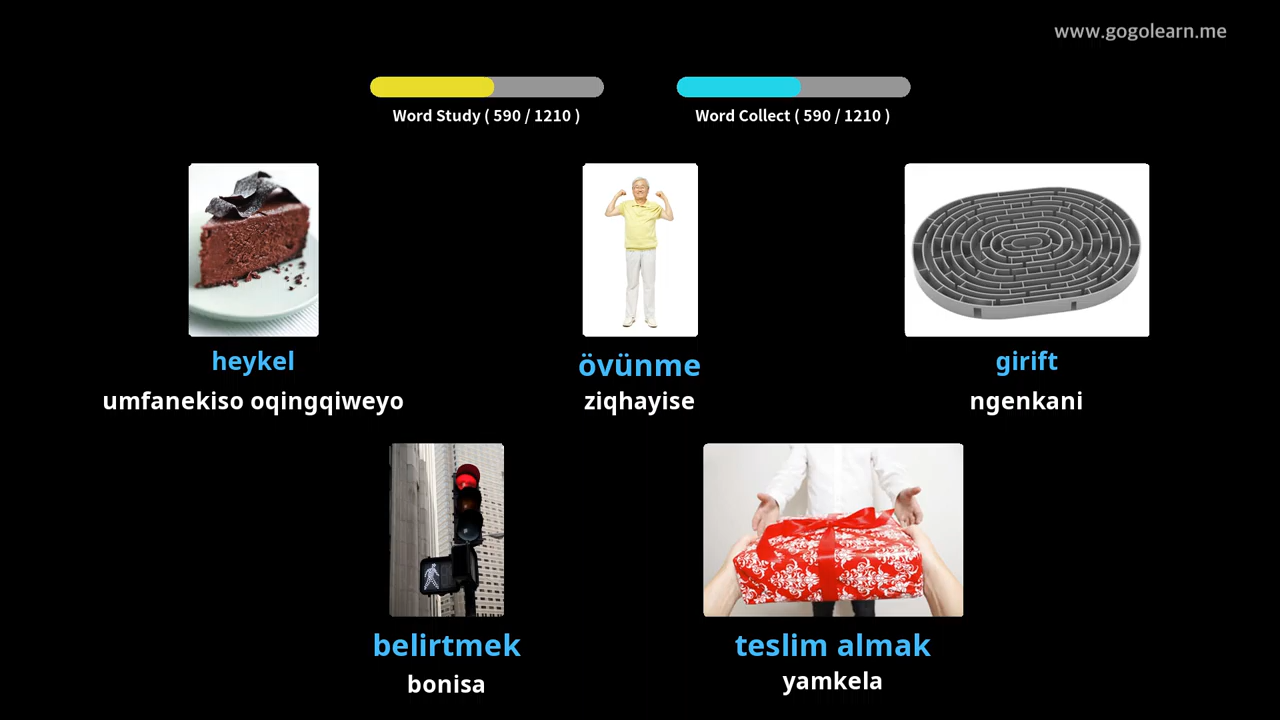 www.gogolearn.me
Word Study ( 590 / 1210 )
Word Collect ( 590 / 1210 )
heykel
umfanekiso oqingqiweyo
övünme
ziqhayise
girift
ngenkani
belirtmek
bonisa
teslim almak
yamkela